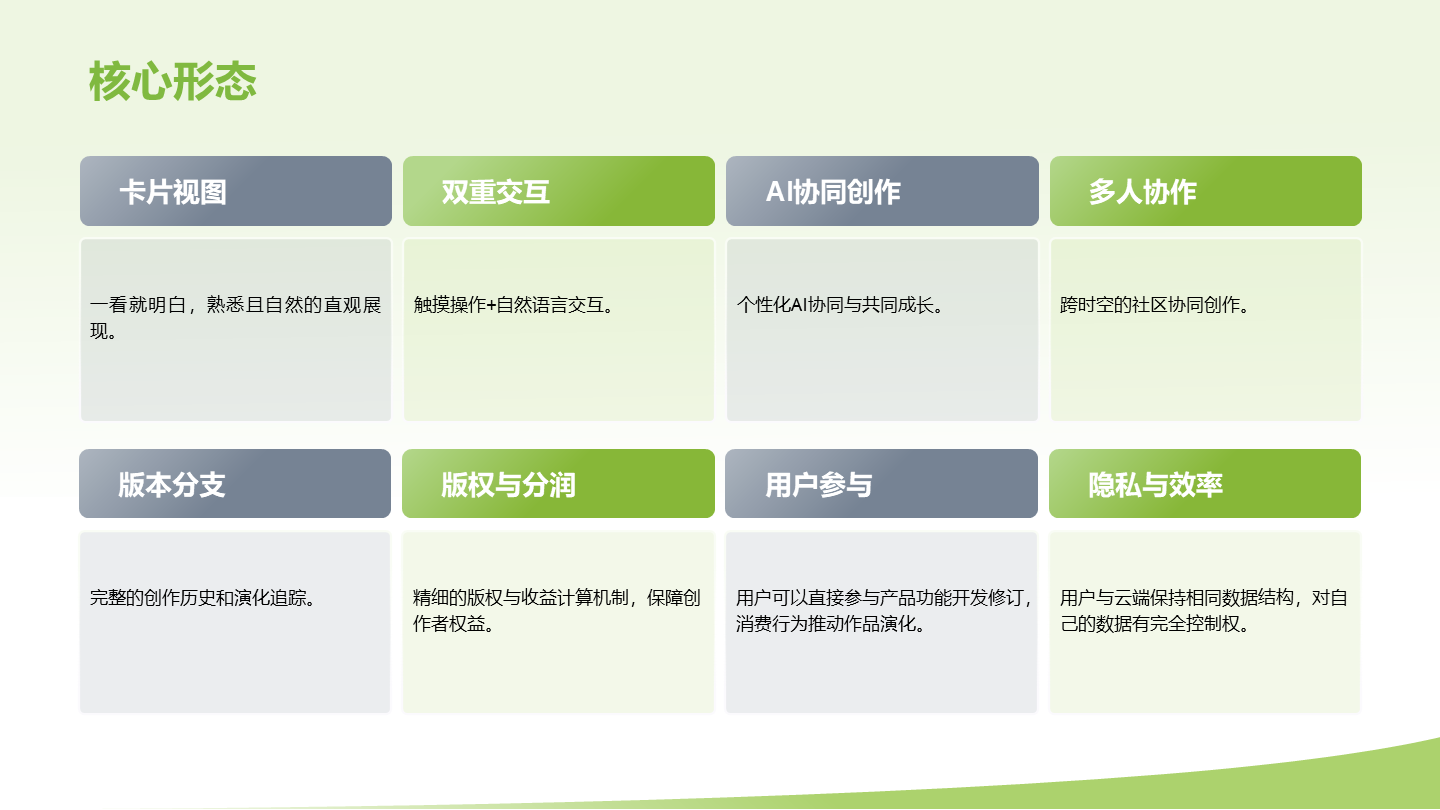 核心形态
卡片视图
双重交互
AI协同创作
多人协作
一看就明白，熟悉且自然的直观展
现。
触摸操作+自然语言交互。
个性化AI协同与共同成长。
跨时空的社区协同创作。
版本分支
版权与分润
用户参与
隐私与效率
完整的创作历史和演化追踪。
精细的版权与收益计算机制，保障创
作者权益。
用户可以直接参与产品功能开发修订，
消费行为推动作品演化。
用户与云端保持相同数据结构，对自
己的数据有完全控制权。